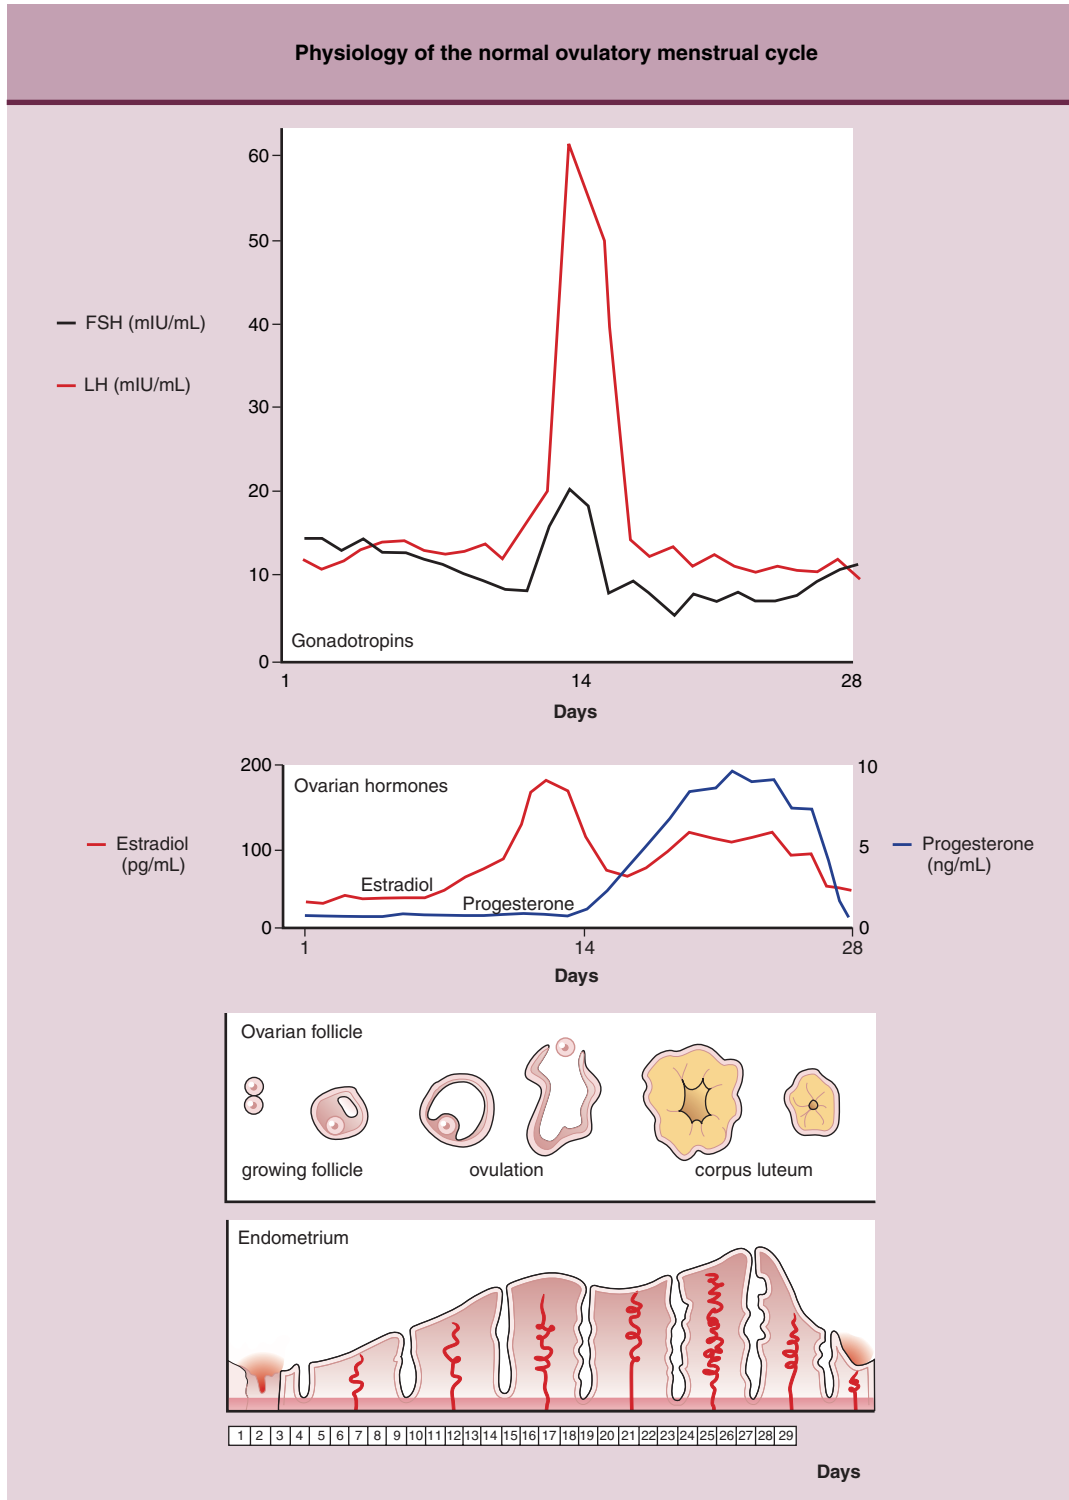 Physiology of the normal ovulatory menstrual cycle
60
50
FSH (mIU/mL)
40
LH (mIU/mL)
30
20
10
Gonadotropins
0
1 14 28
Days
200 10
Ovarian hormones
Estradiol
(pg/mL)
100 5
Progesterone
(ng/mL)
Estradiol
Progesterone
0 0
1 14 28
Days
Ovarian follicle
growing follicle ovulation corpus luteum
Endometrium
1 2 3 4 5 6 7 8 9 10 11 12 13 14 15 16 17 18 19 20 21 22 23 24 25 26 27 28 29
Days